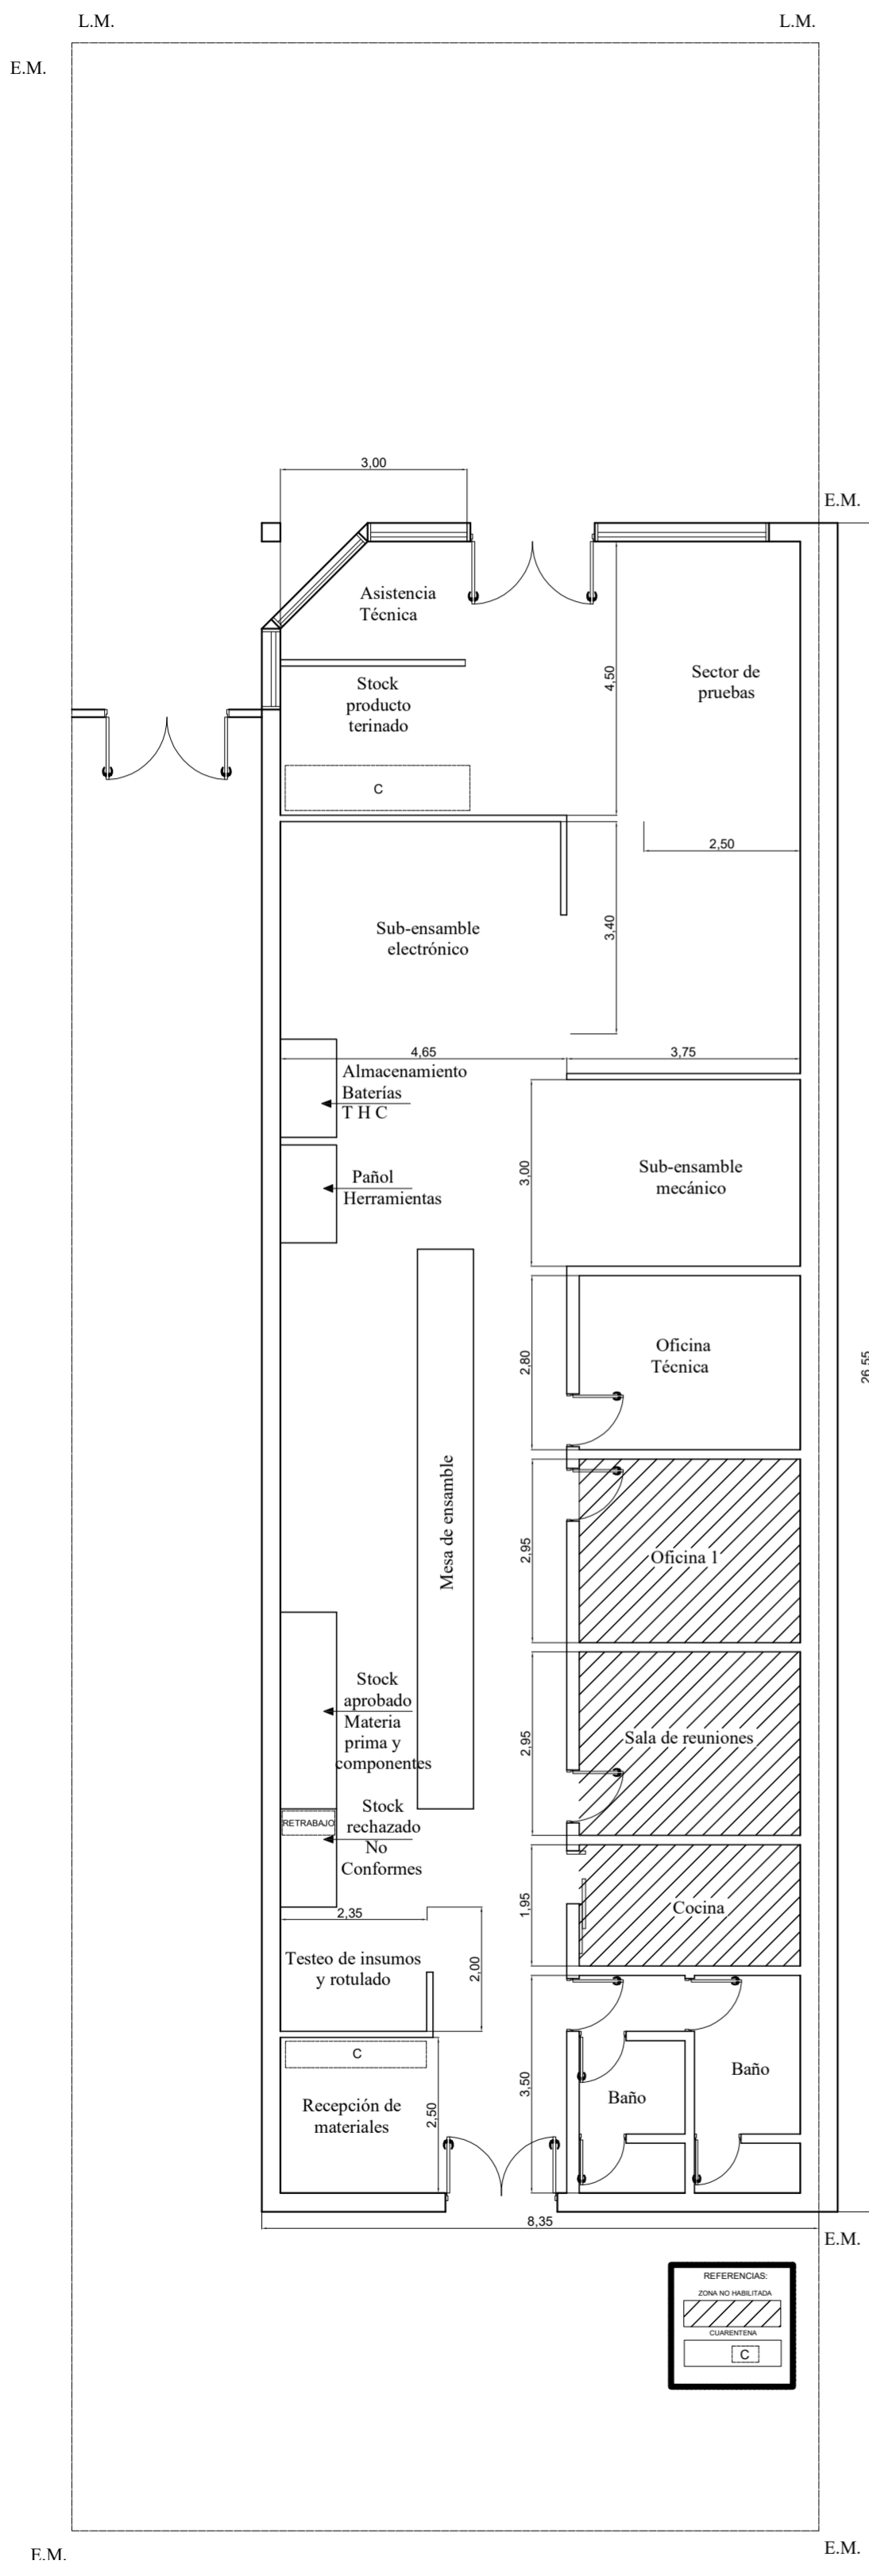 L.M.
L.M.
E.M.
3,00
E.M.
Asistencia
Técnica
4,50
Sector de
pruebas
Stock
producto
terinado
C
2,50
Sub-ensamble
electrónico
3,40
4,65
3,75
Almacenamiento
Baterías
T H C
Pañol
Herramientas
3,00
Sub-ensamble
mecánico
2,80
Oficina
Técnica
26,55
Mesa de ensamble
2,95
Oficina 1
Stock
aprobado
Materia
prima y
componentes
2,95
Sala de reuniones
RETRABAJO
Stock
rechazado
No
Conformes
1,95
Cocina
2,35
Testeo de insumos
y rotulado
2,00
C
Recepción de
materiales
2,50
3,50
Baño
Baño
8,35
E.M.
REFERENCIAS:
ZONA NO HABILITADA
CUARENTENA
C
E.M.
E.M.